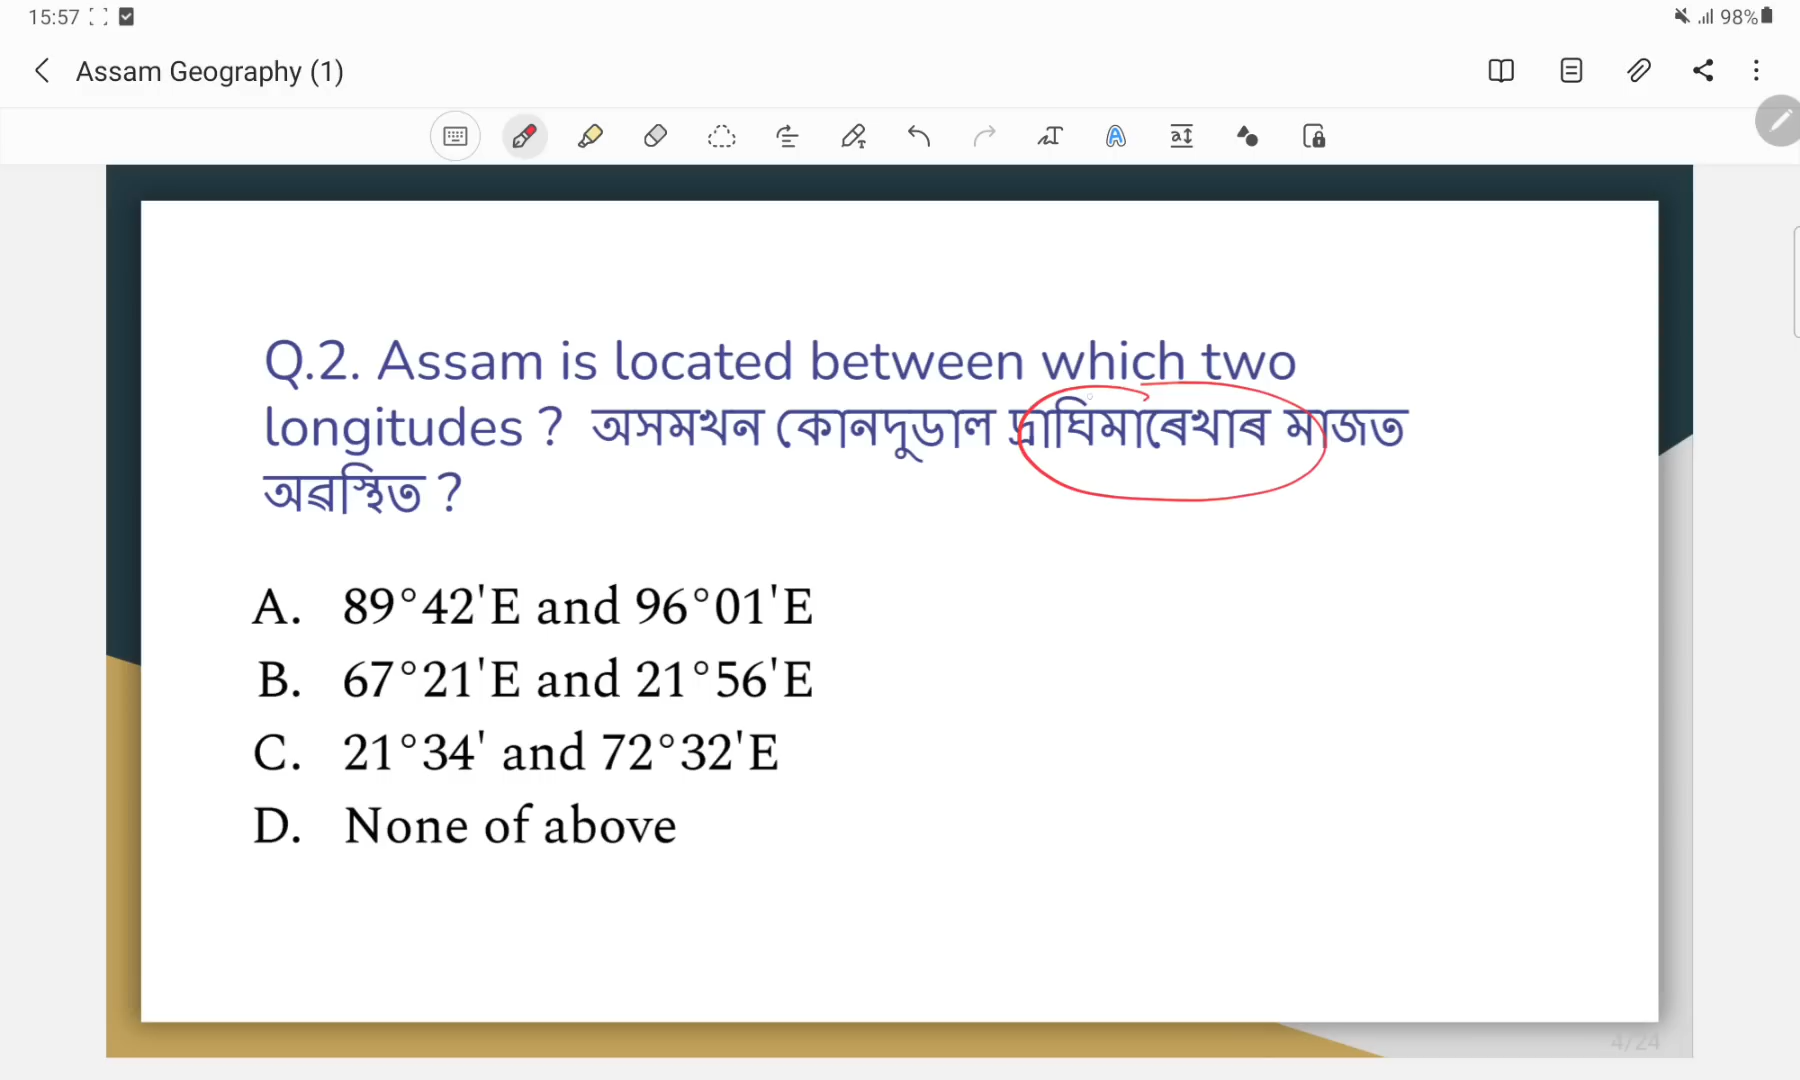 15:57
98%
Assam Geography (1)
Q.2. Assam is located between which two
longitudes ? অসমখন কোনদুডাল দ্ৰাঘিমাৰেখাৰ মাজত
অৱস্থিত ?
A. 89°42'E and 96°01'E
B. 67°21'E and 21°56'E
C. 21°34' and 72°32'E
D. None of above
4/24